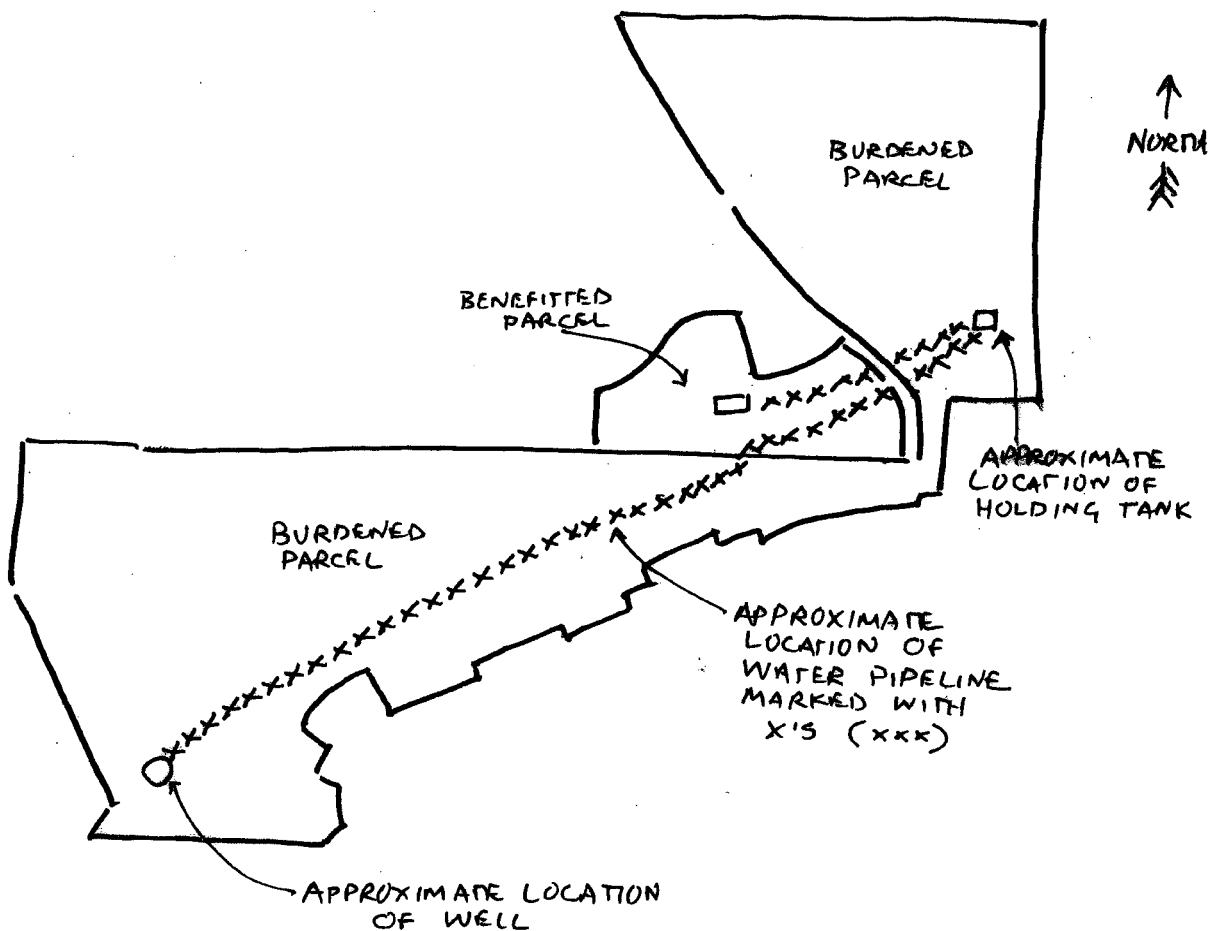 BURDENED
PARCEL
NORTH
BENEFITTED
PARCEL
APPROXIMATE
LOCATION OF
HOLDING TANK
BURDENED
PARCEL
APPROXIMATE
LOCATION OF
WATER PIPELINE
MARKED WITH
X'S (XXX)
APPROXIMATE LOCATION
OF WELL